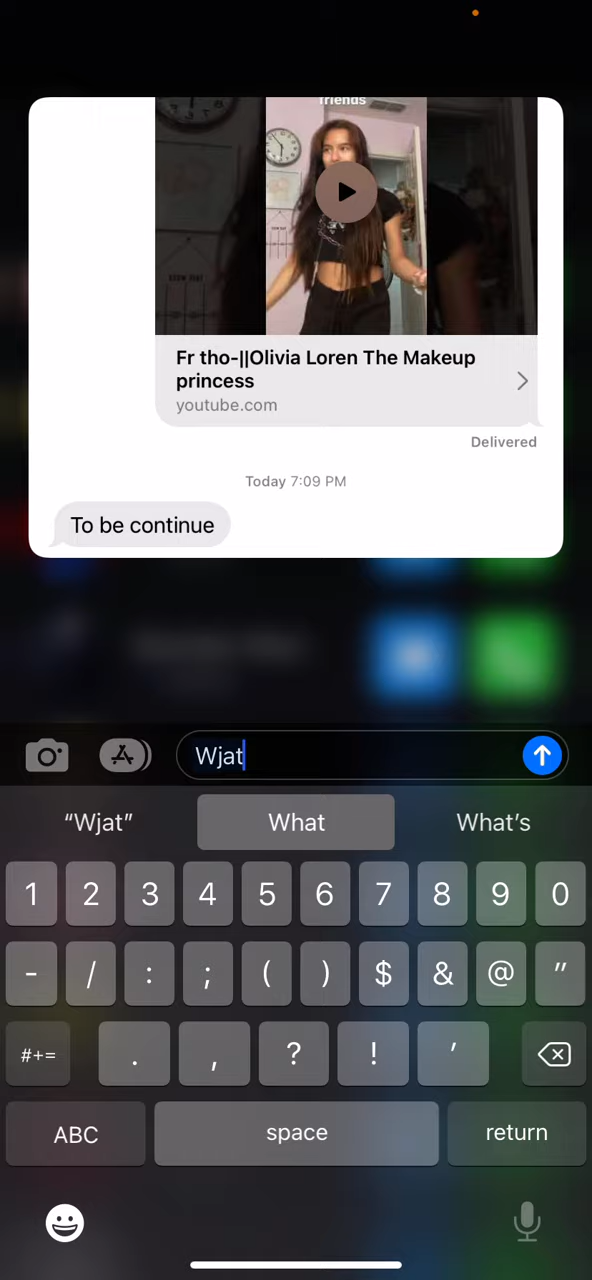 friends
Fr tho-||Olivia Loren The Makeup
princess
youtube.com
Delivered
Today 7:09 PM
To be continue
Wjat
“Wjat” What What’s
1 2 3 4 5 6 7 8 9 0
- / : ; ( ) $ & @ ”
#+= . , ? ! ’
ABC space return